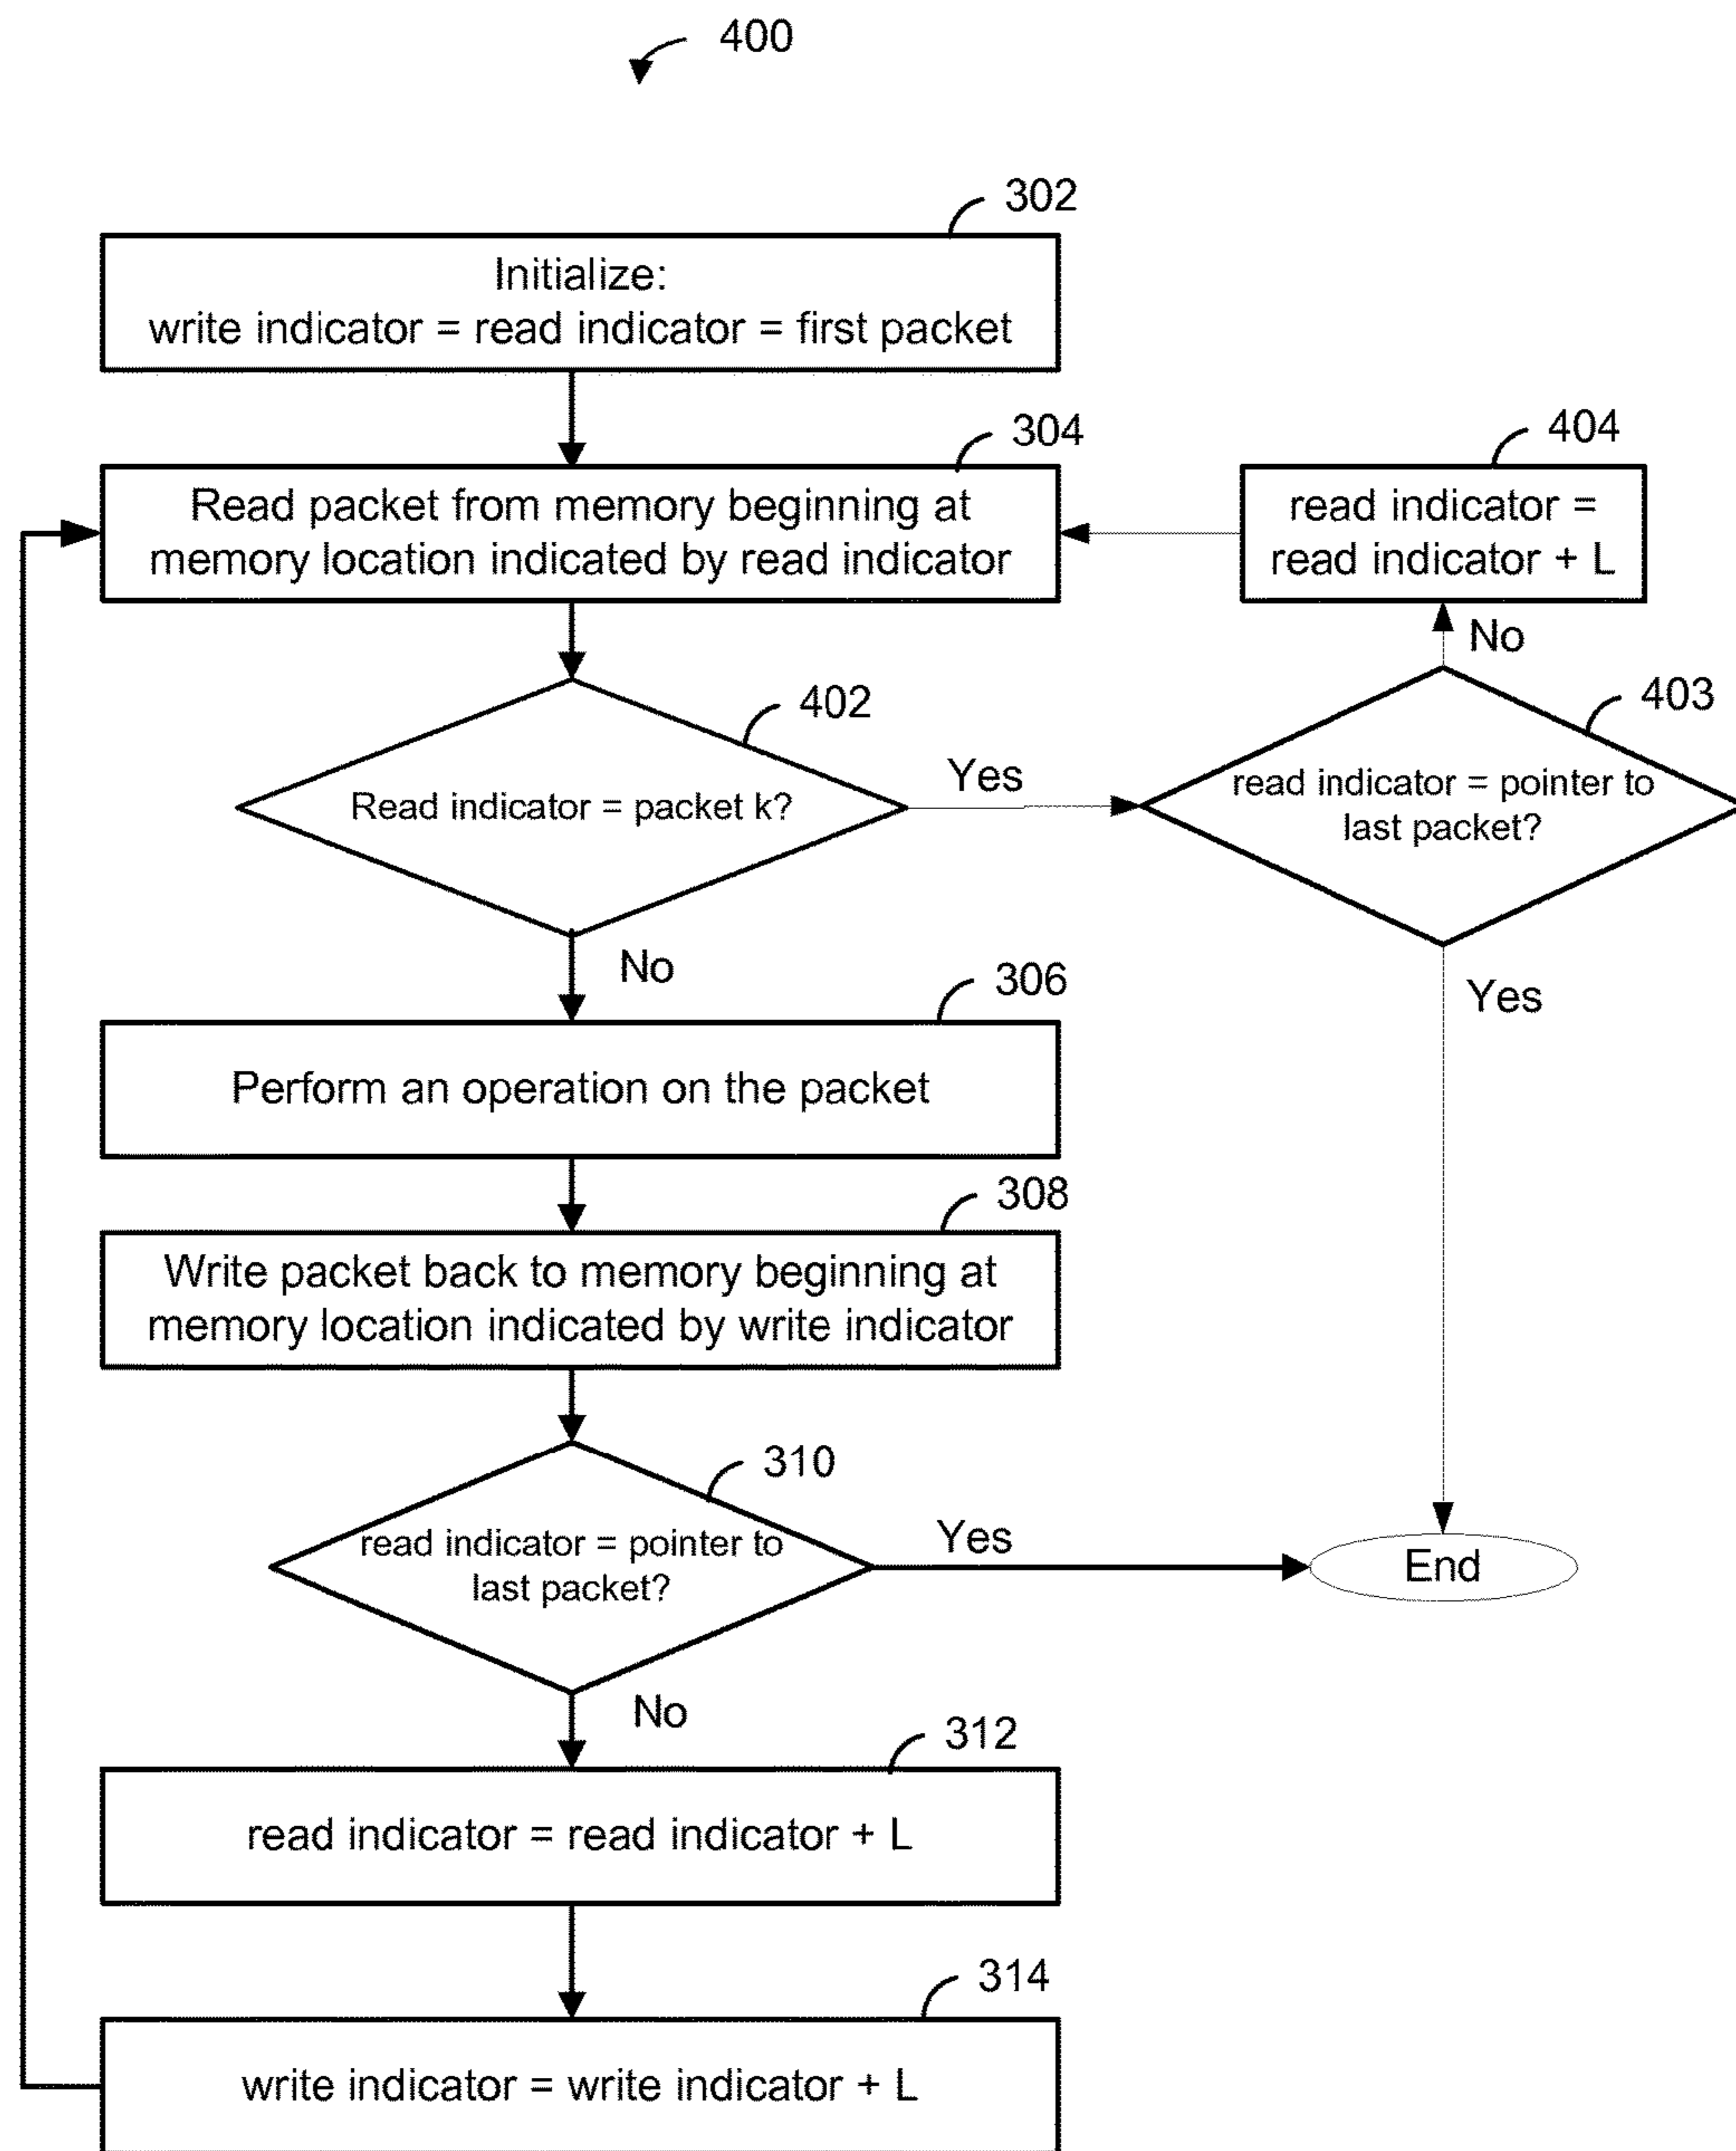 400
302
Initialize:
write indicator = read indicator = first packet
304
Read packet from memory beginning at
memory location indicated by read indicator
404
read indicator =
read indicator + L
No
402
Read indicator = packet k?
Yes
403
read indicator = pointer to
last packet?
No
Yes
306
Perform an operation on the packet
308
Write packet back to memory beginning at
memory location indicated by write indicator
310
read indicator = pointer to
last packet?
Yes
End
No
312
read indicator = read indicator + L
314
write indicator = write indicator + L